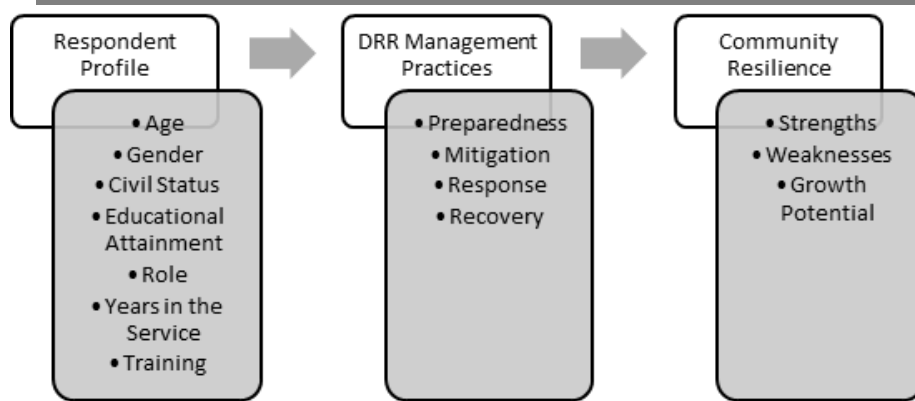 Respondent
Profile
• Age
• Gender
• Civil Status
• Educational
Attainment
• Role
• Years in the
Service
• Training
DRR Management
Practices
• Preparedness
• Mitigation
• Response
• Recovery
Community
Resilience
• Strengths
• Weaknesses
• Growth
Potential